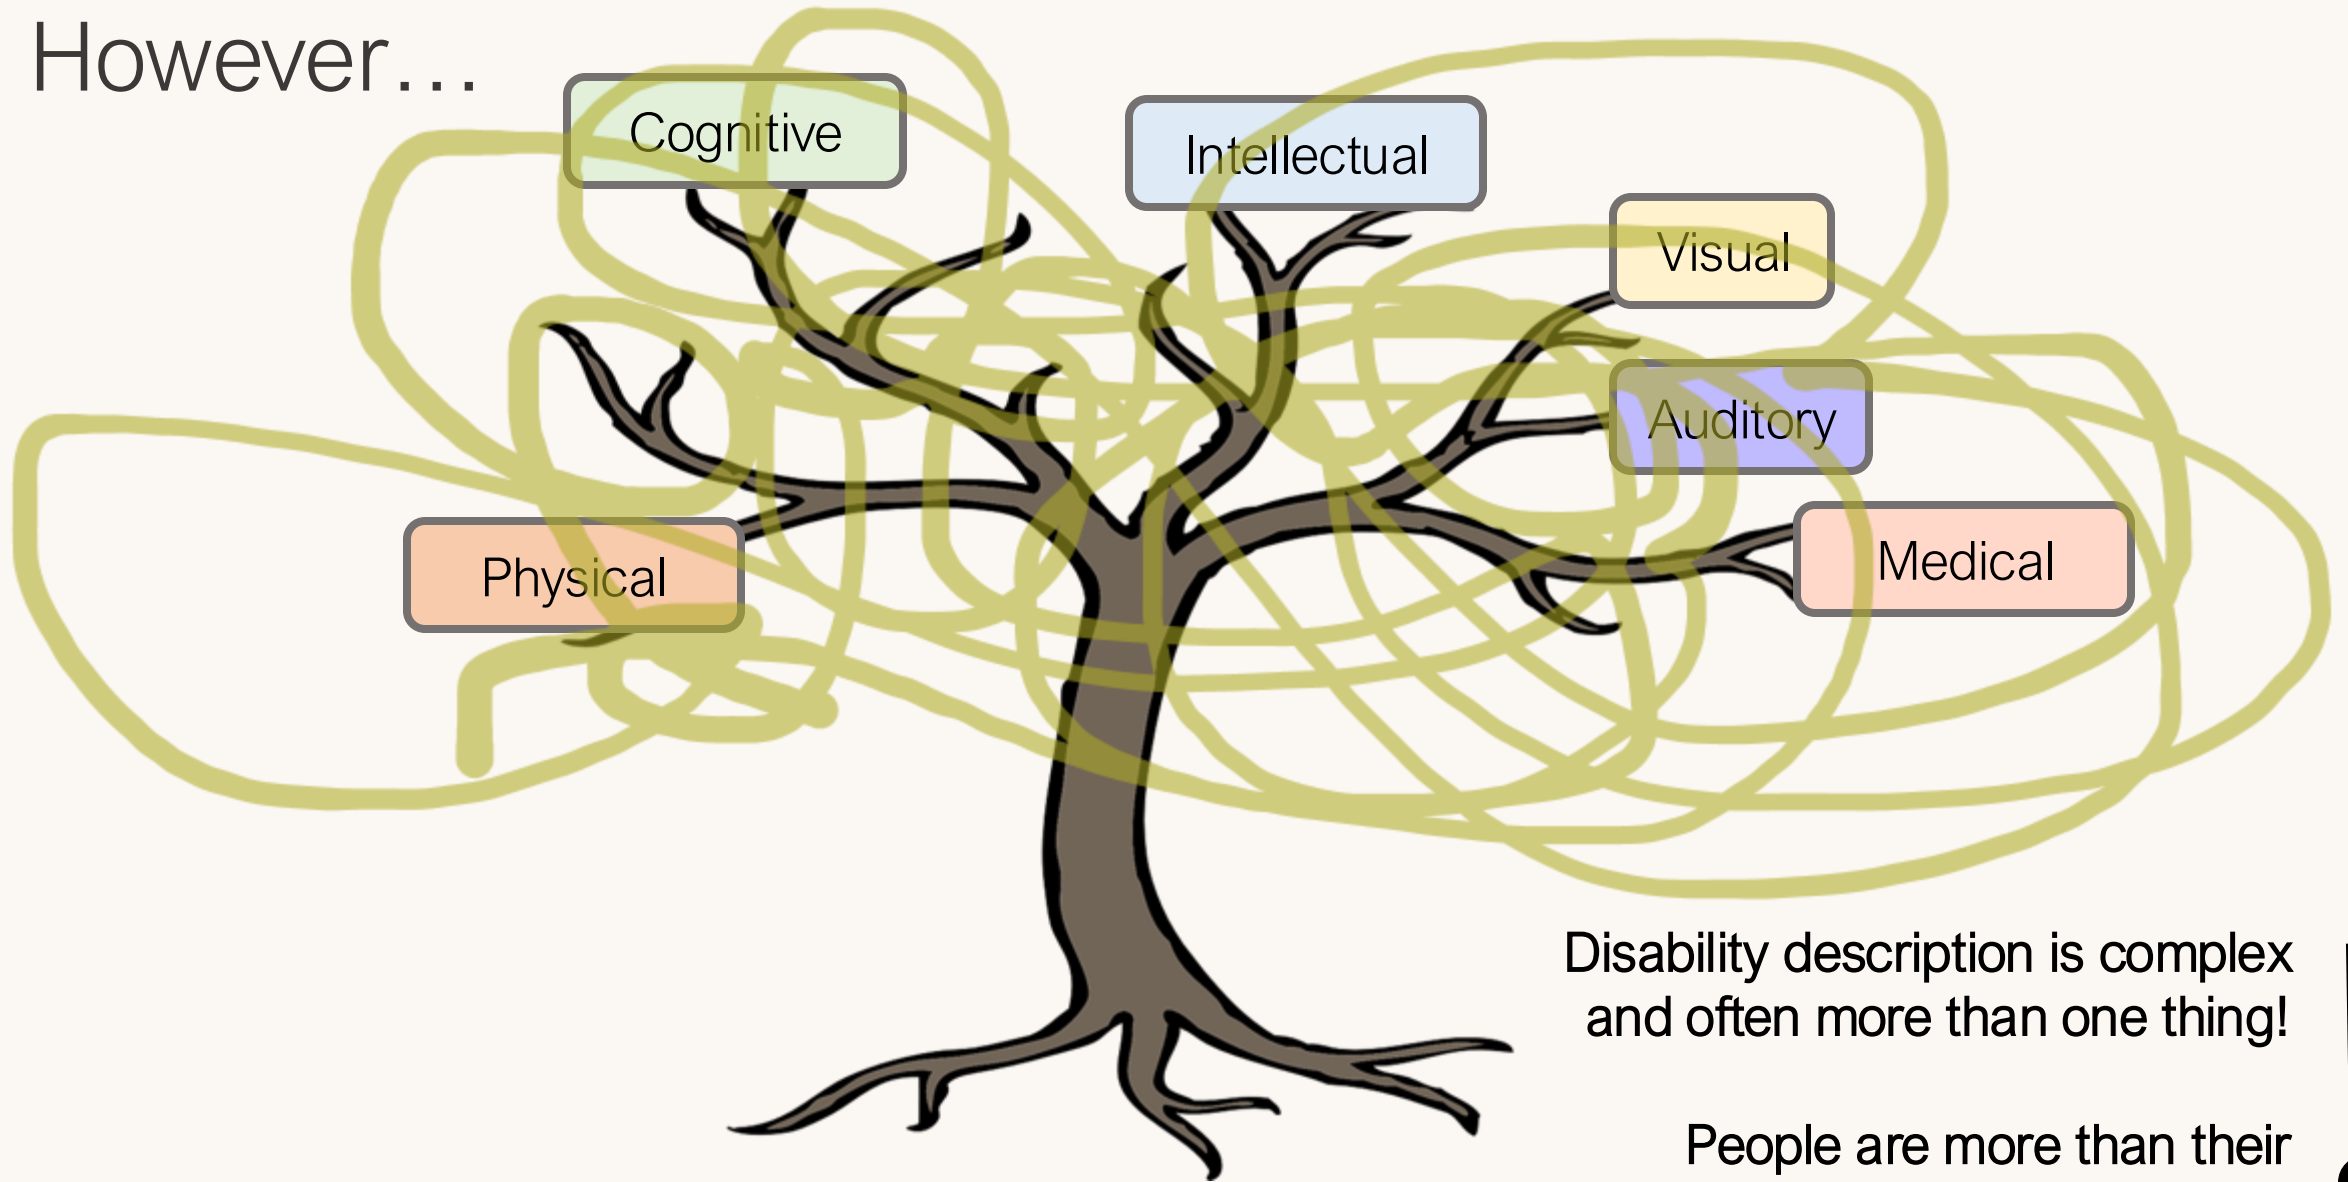 However…
Cognitive
Intellectual
Visual
Auditory
Physical
Medical
Disability description is complex
and often more than one thing!
People are more than their